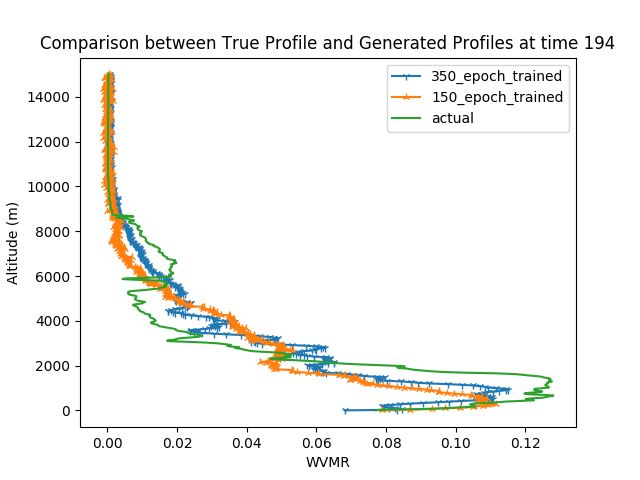 Comparison between True Profile and Generated Profiles at time 194
350_epoch_trained
150_epoch_trained
actual
Altitude (m)
14000
12000
10000
8000
6000
4000
2000
0
0.00 0.02 0.04 0.06 0.08 0.10 0.12
WVMR